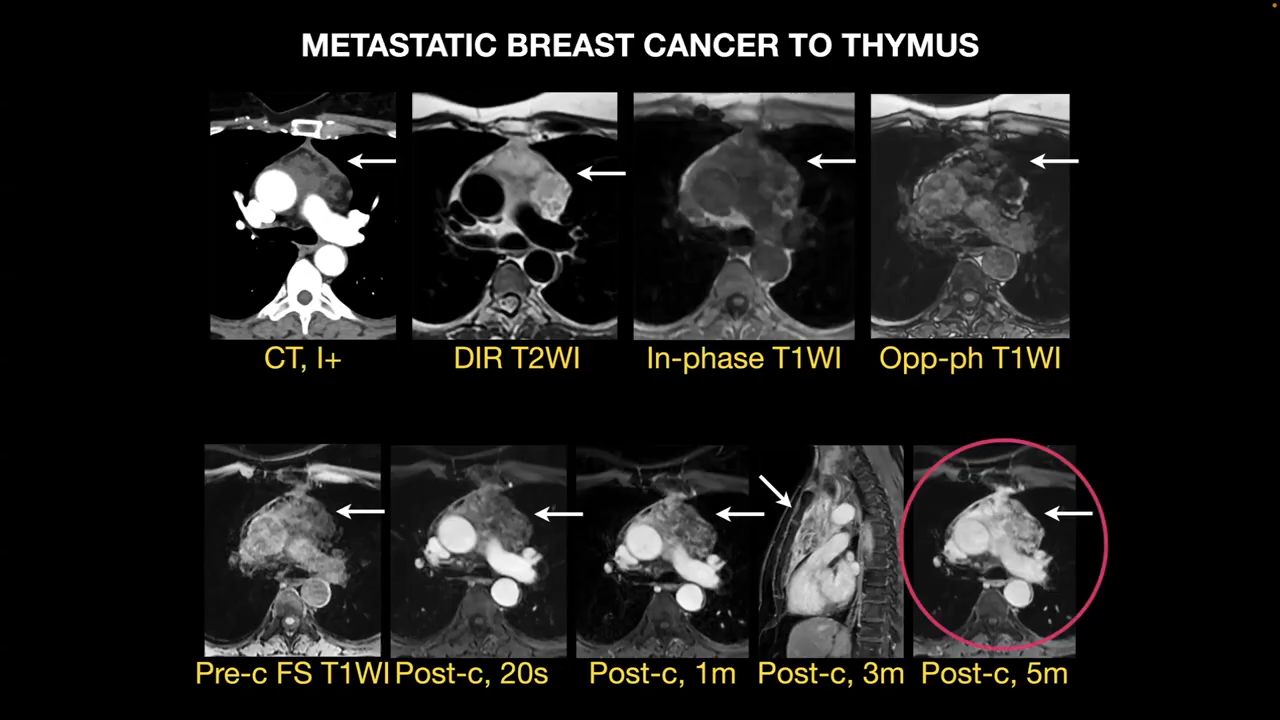 METASTATIC BREAST CANCER TO THYMUS
CT, I+
DIR T2WI
In-phase T1WI
Opp-ph T1WI
Pre-c FS T1WI
Post-c, 20s
Post-c, 1m
Post-c, 3m
Post-c, 5m